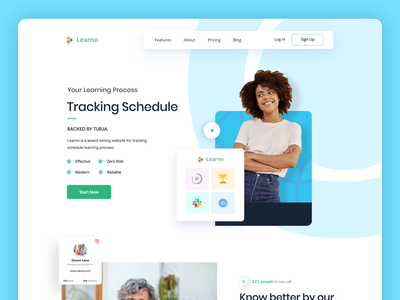 Learno
Features About Pricing Blog
Log In Sign Up
Your Learning Process
Tracking Schedule
BACKED BY TURJA,
Learno is a award wining website for tracking
schedule learning process
Effective Zero Risk
Modern Reliable
Start Now
Learno
Devon Lane
122 people in one call
Know better by our